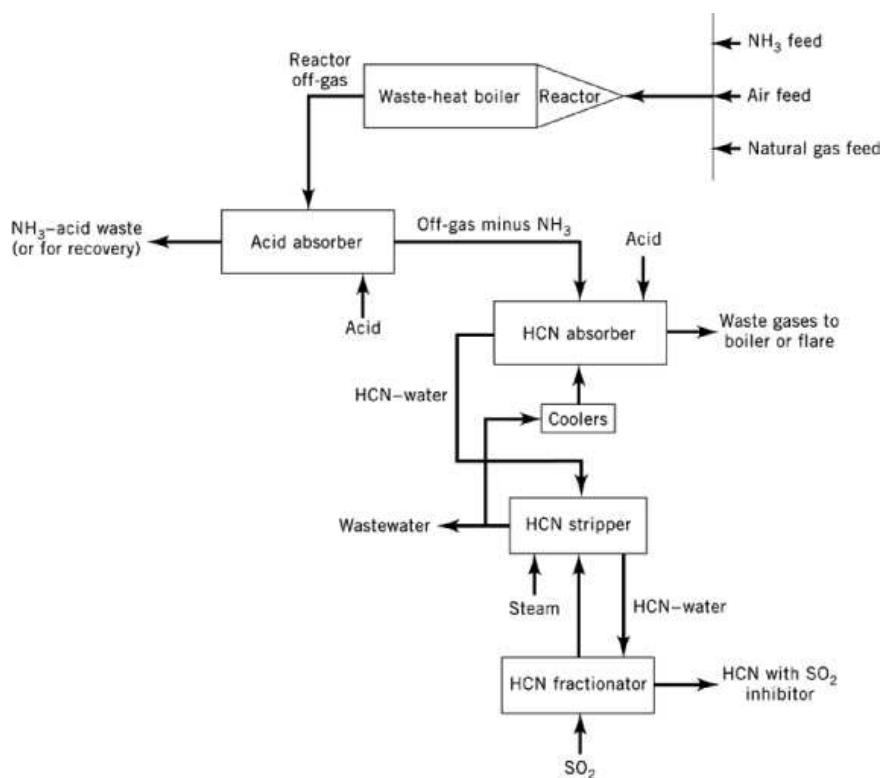 NH₃ feed
Reactor
off-gas
Waste-heat boiler
Reactor
Air feed
Natural gas feed
NH₃–acid waste
(or for recovery)
Acid absorber
Off-gas minus NH₃
Acid
Acid
HCN absorber
Waste gases to
boiler or flare
HCN–water
Coolers
Wastewater
HCN stripper
Steam
HCN–water
HCN fractionator
HCN with SO₂
inhibitor
SO₂